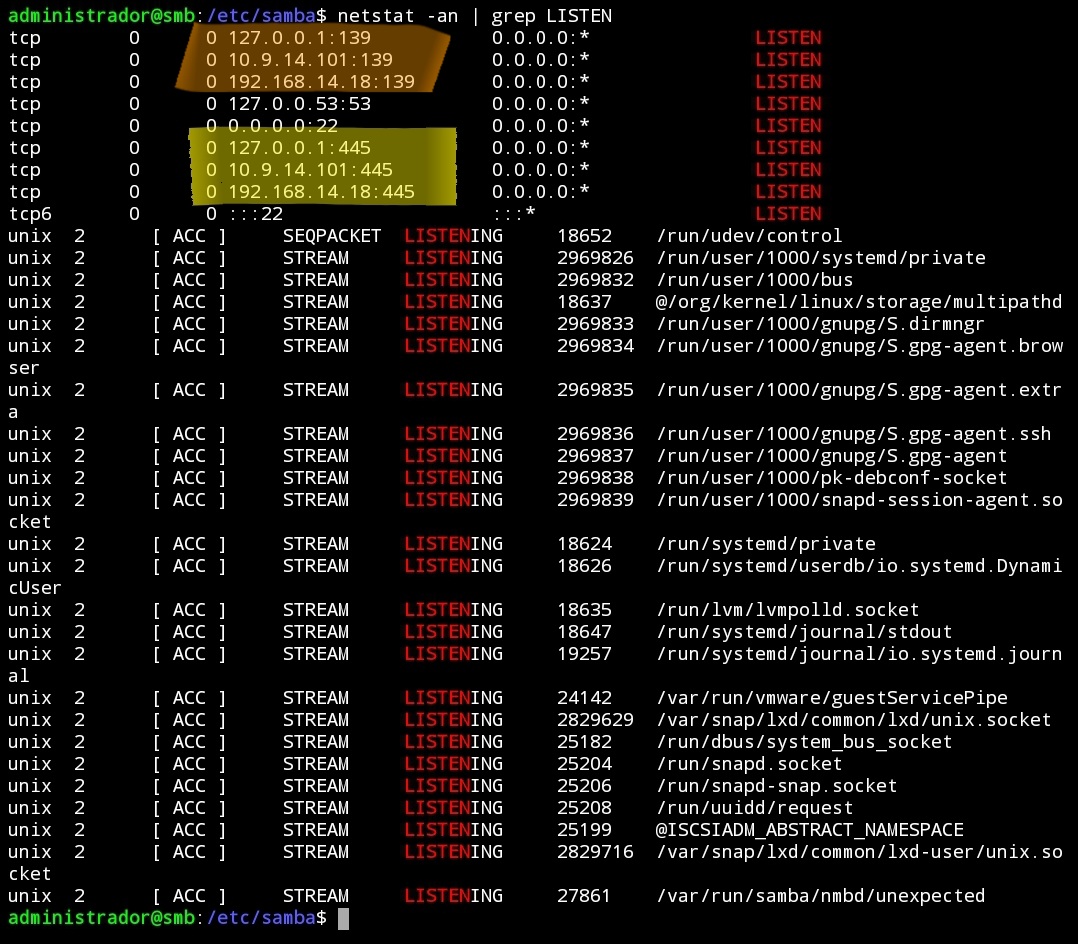 administrador@smb:/etc/samba$ netstat -an | grep LISTEN
tcp 0 0 127.0.0.1:139 0.0.0.0:* LISTEN
tcp 0 0 10.9.14.101:139 0.0.0.0:* LISTEN
tcp 0 0 192.168.14.18:139 0.0.0.0:* LISTEN
tcp 0 0 127.0.0.53:53 0.0.0.0:* LISTEN
tcp 0 0 0.0.0.0:22 0.0.0.0:* LISTEN
tcp 0 0 127.0.0.1:445 0.0.0.0:* LISTEN
tcp 0 0 10.9.14.101:445 0.0.0.0:* LISTEN
tcp 0 0 192.168.14.18:445 0.0.0.0:* LISTEN
tcp6 0 0 :::22 :::* LISTEN
unix 2 [ ACC ] SEQPACKET LISTENING 18652 /run/udev/control
unix 2 [ ACC ] STREAM LISTENING 2969826 /run/user/1000/systemd/private
unix 2 [ ACC ] STREAM LISTENING 2969832 /run/user/1000/bus
unix 2 [ ACC ] STREAM LISTENING 18637 @/org/kernel/linux/storage/multipathd
unix 2 [ ACC ] STREAM LISTENING 2969833 /run/user/1000/gnupg/S.dirmngr
unix 2 [ ACC ] STREAM LISTENING 2969834 /run/user/1000/gnupg/S.gpg-agent.brow
ser
unix 2 [ ACC ] STREAM LISTENING 2969835 /run/user/1000/gnupg/S.gpg-agent.extr
a
unix 2 [ ACC ] STREAM LISTENING 2969836 /run/user/1000/gnupg/S.gpg-agent.ssh
unix 2 [ ACC ] STREAM LISTENING 2969837 /run/user/1000/gnupg/S.gpg-agent
unix 2 [ ACC ] STREAM LISTENING 2969838 /run/user/1000/pk-debconf-socket
unix 2 [ ACC ] STREAM LISTENING 2969839 /run/user/1000/snapd-session-agent.so
cket
unix 2 [ ACC ] STREAM LISTENING 18624 /run/systemd/private
unix 2 [ ACC ] STREAM LISTENING 18626 /run/systemd/userdb/io.systemd.Dynami
cUser
unix 2 [ ACC ] STREAM LISTENING 18635 /run/lvm/lvmpolld.socket
unix 2 [ ACC ] STREAM LISTENING 18647 /run/systemd/journal/stdout
unix 2 [ ACC ] STREAM LISTENING 19257 /run/systemd/journal/io.systemd.journ
al
unix 2 [ ACC ] STREAM LISTENING 24142 /var/run/vmware/guestServicePipe
unix 2 [ ACC ] STREAM LISTENING 2829629 /var/snap/lxd/common/lxd/unix.socket
unix 2 [ ACC ] STREAM LISTENING 25182 /run/dbus/system_bus_socket
unix 2 [ ACC ] STREAM LISTENING 25204 /run/snapd.socket
unix 2 [ ACC ] STREAM LISTENING 25206 /run/snapd-snap.socket
unix 2 [ ACC ] STREAM LISTENING 25208 /run/uuidd/request
unix 2 [ ACC ] STREAM LISTENING 25199 @ISCSIADM_ABSTRACT_NAMESPACE
unix 2 [ ACC ] STREAM LISTENING 2829716 /var/snap/lxd/common/lxd-user/unix.so
cket
unix 2 [ ACC ] STREAM LISTENING 27861 /var/run/samba/nmbd/unexpected
administrador@smb:/etc/samba$